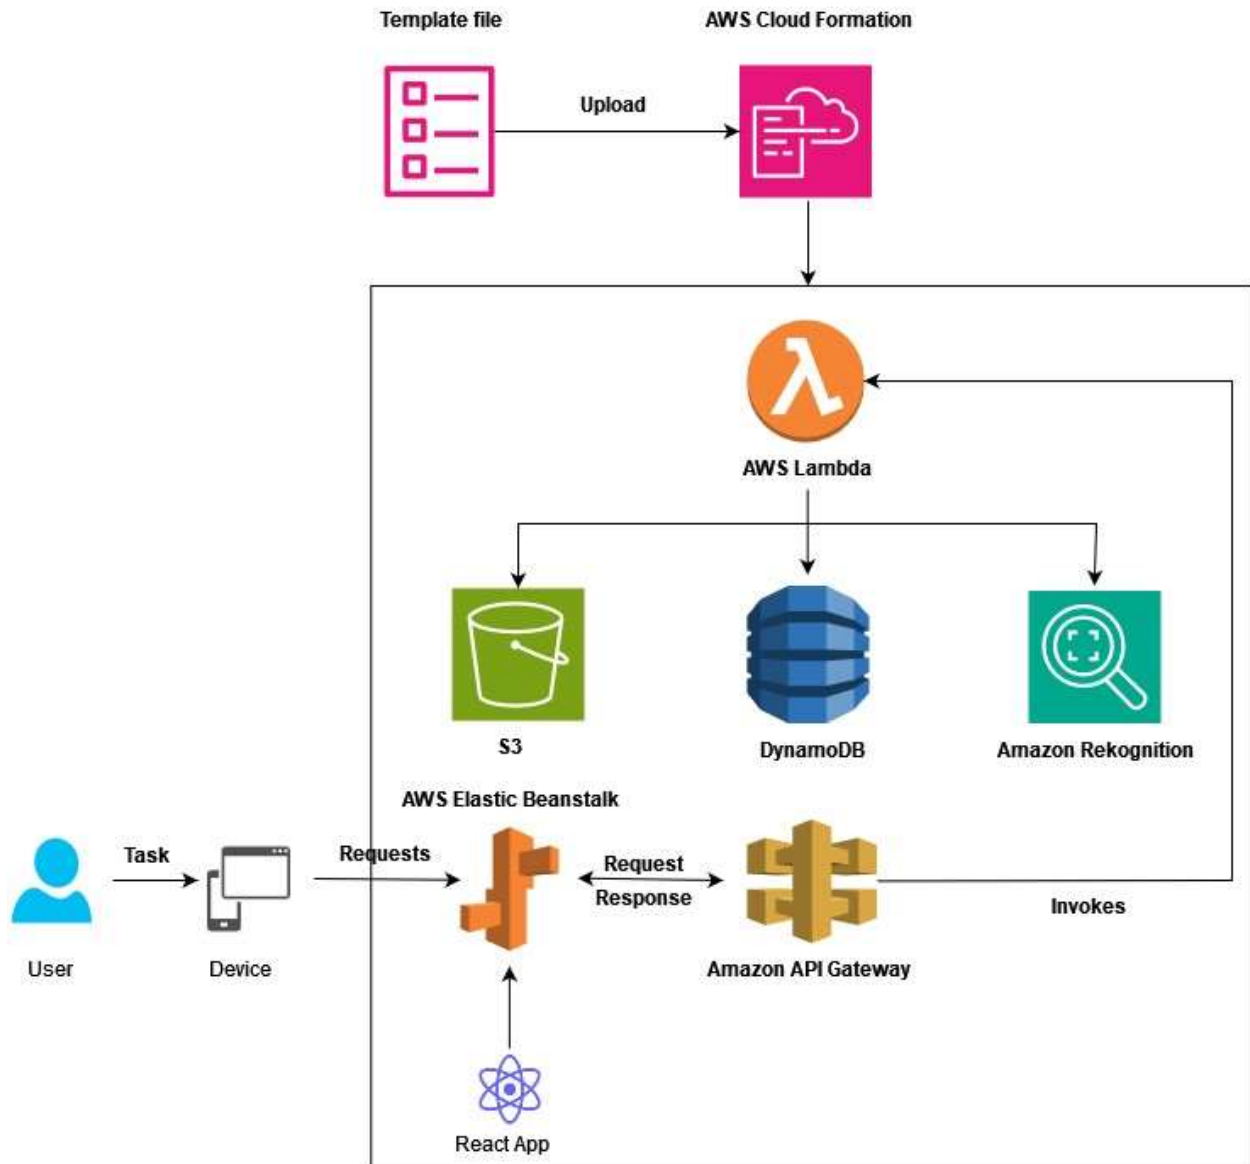 Template file
AWS Cloud Formation
Upload
AWS Lambda
S3
DynamoDB
Amazon Rekognition
AWS Elastic Beanstalk
Task
Requests
Request
Response
Invokes
User
Device
Amazon API Gateway
React App